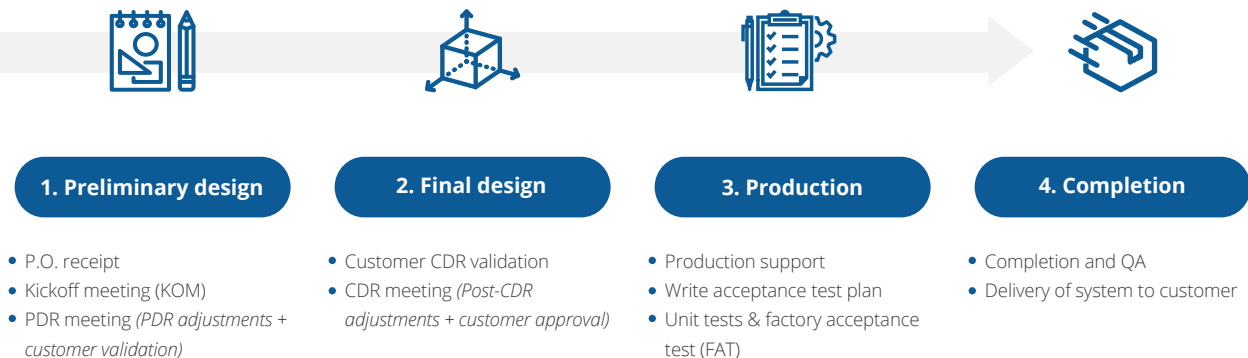 1. Preliminary design
• P.O. receipt
• Kickoff meeting (KOM)
• PDR meeting (PDR adjustments +
customer validation)
2. Final design
• Customer CDR validation
• CDR meeting (Post-CDR
adjustments + customer approval)
3. Production
• Production support
• Write acceptance test plan
• Unit tests & factory acceptance
test (FAT)
4. Completion
• Completion and QA
• Delivery of system to customer